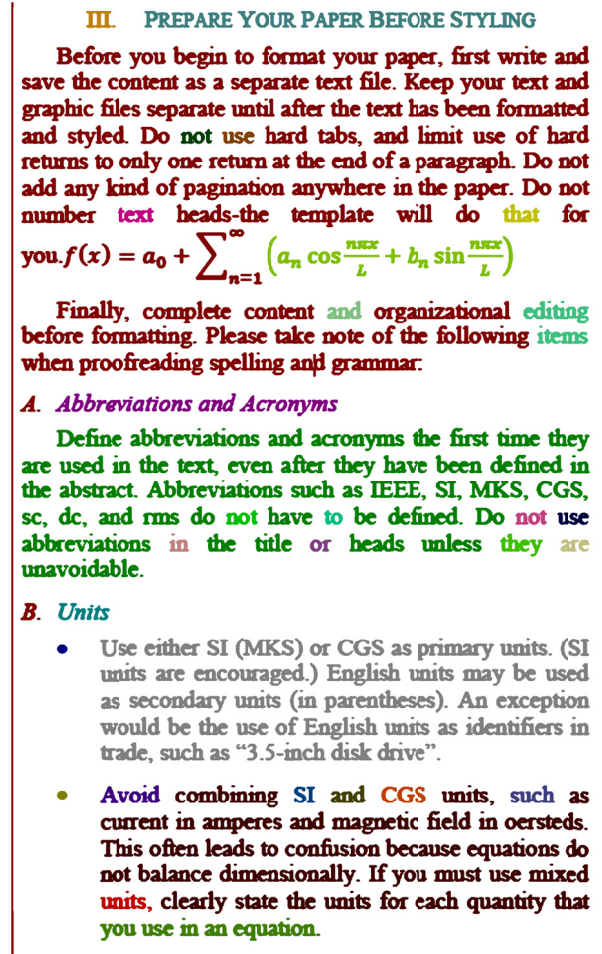 III. PREPARE YOUR PAPER BEFORE STYLING
Before you begin to format your paper, first write and
save the content as a separate text file. Keep your text and
graphic files separate until after the text has been formatted
and styled. Do not use hard tabs, and limit use of hard
returns to only one return at the end of a paragraph. Do not
add any kind of pagination anywhere in the paper. Do not
number text heads-the template will do that for
you.f(x) = a₀ + ∑ₙ₌₁^∞ (aₙ cos nπx/L + bₙ sin nπx/L)
Finally, complete content and organizational editing
before formatting. Please take note of the following items
when proofreading spelling and grammar:
A. Abbreviations and Acronyms
Define abbreviations and acronyms the first time they
are used in the text, even after they have been defined in
the abstract. Abbreviations such as IEEE, SI, MKS, CGS,
sc, dc, and rms do not have to be defined. Do not use
abbreviations in the title or heads unless they are
unavoidable.
B. Units
• Use either SI (MKS) or CGS as primary units. (SI
units are encouraged.) English units may be used
as secondary units (in parentheses). An exception
would be the use of English units as identifiers in
trade, such as “3.5-inch disk drive”.
• Avoid combining SI and CGS units, such as
current in amperes and magnetic field in oersteds.
This often leads to confusion because equations do
not balance dimensionally. If you must use mixed
units, clearly state the units for each quantity that
you use in an equation.